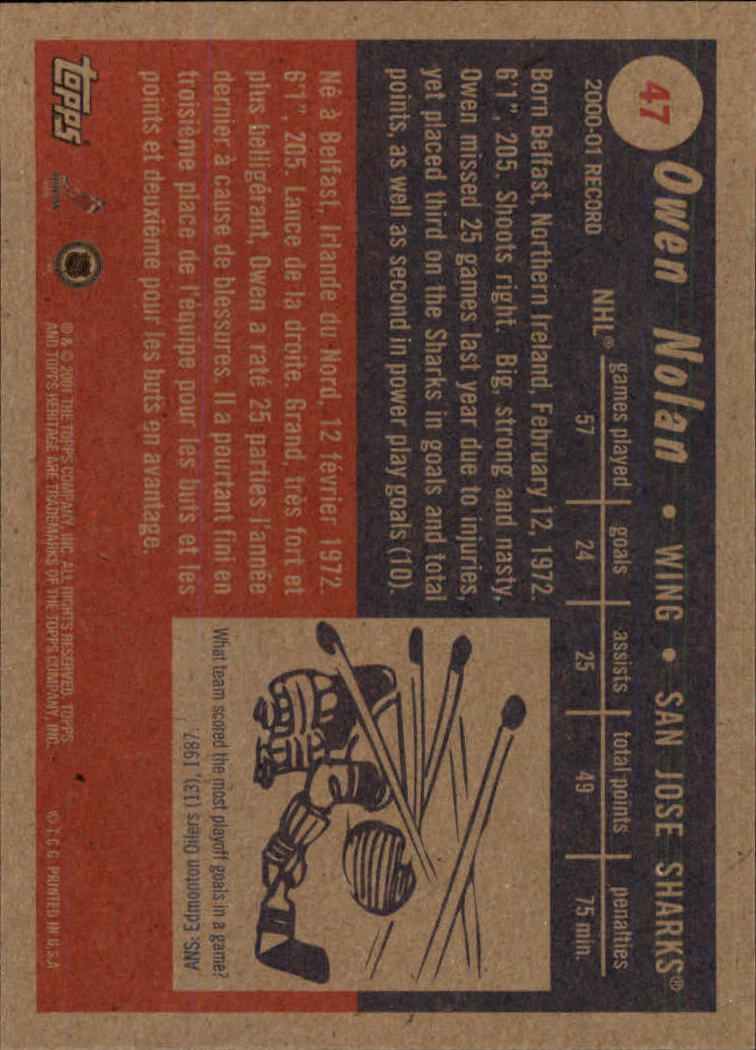 47
Owen Nolan • WING • SAN JOSE SHARKS®
2000-01 RECORD
games played goals assists total points penalties
NHL® 57 24 25 49 75 min.
Born Belfast, Northern Ireland, February 12, 1972.
6'1", 205. Shoots right. Big, strong and nasty,
Owen missed 25 games last year due to injuries,
yet placed third on the Sharks in goals and total
points, as well as second in power play goals (10).
Né à Belfast, Irlande du Nord, 12 février 1972.
6'1", 205. Lance de la droite. Grand, très fort et
plus belligérant, Owen a raté 25 parties l'année
dernier à cause de blessures. Il a pourtant fini en
troisième place de l'équipe pour les buts et les
points et deuxième pour les buts en avantage.
What team scored the most playoff goals in a game?
ANS: Edmonton Oilers (13), 1987.
topps
® & © 2001 THE TOPPS COMPANY, INC. ALL RIGHTS RESERVED. TOPPS
AND TOPPS HERITAGE ARE TRADEMARKS OF THE TOPPS COMPANY, INC.
© T.C.G. PRINTED IN U.S.A.